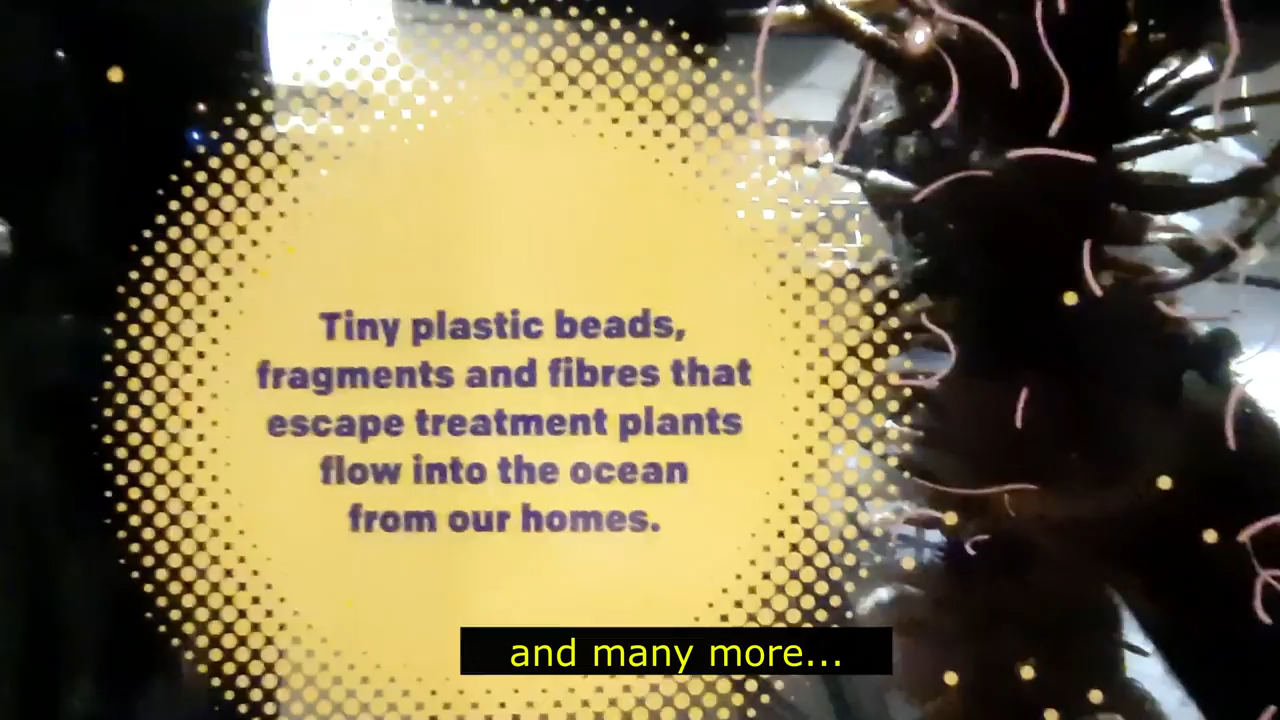 Tiny plastic beads,
fragments and fibres that
escape treatment plants
flow into the ocean
from our homes.
and many more...